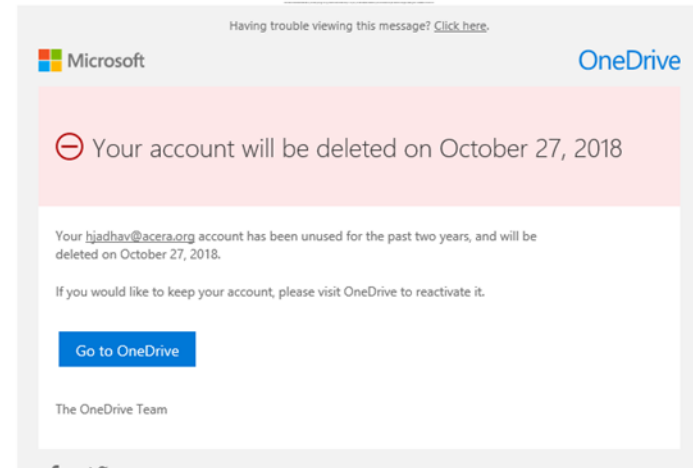 Having trouble viewing this message? Click here.
Microsoft
OneDrive
Your account will be deleted on October 27, 2018
Your hjadhav@acera.org account has been unused for the past two years, and will be
deleted on October 27, 2018.
If you would like to keep your account, please visit OneDrive to reactivate it.
Go to OneDrive
The OneDrive Team